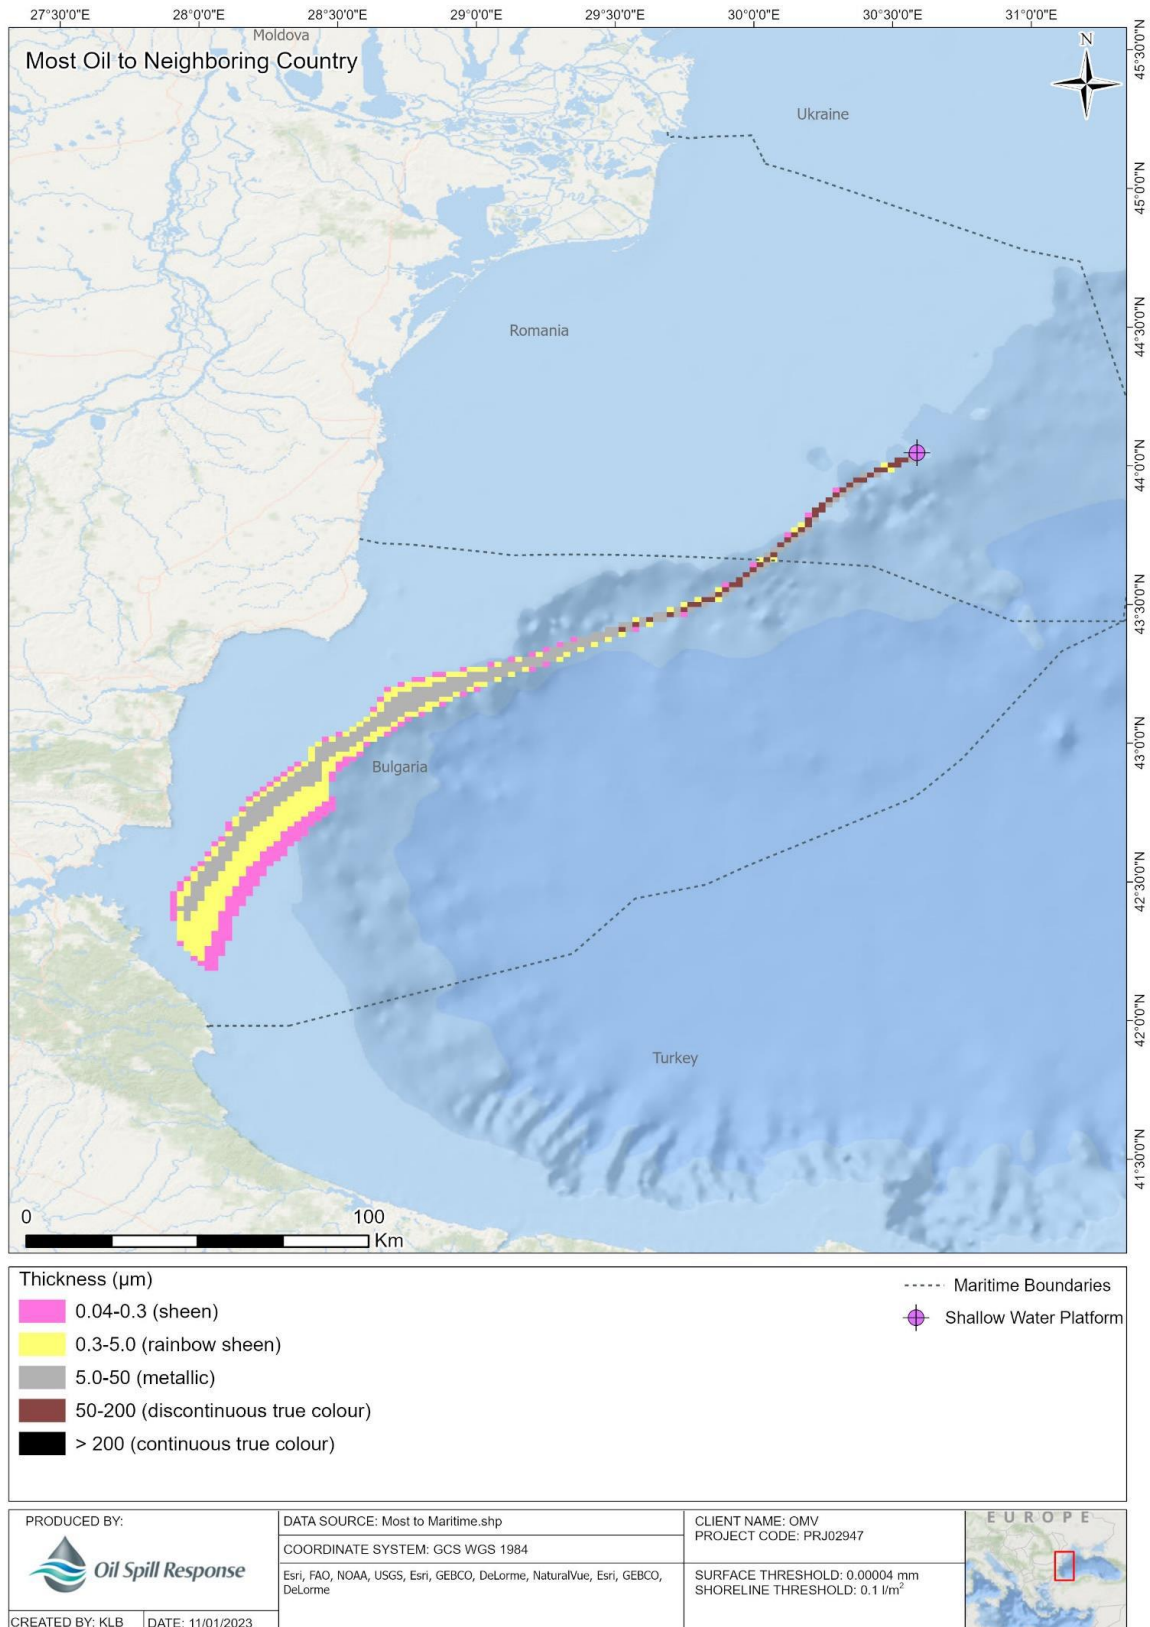 27°30'0"E 28°0'0"E 28°30'0"E 29°0'0"E 29°30'0"E 30°0'0"E 30°30'0"E 31°0'0"E
Moldova
Most Oil to Neighboring Country
N
45°30'0"N
Ukraine
45°0'0"N
Romania
44°30'0"N
44°0'0"N
43°30'0"N
43°0'0"N
Bulgaria
42°30'0"N
42°0'0"N
Turkey
41°30'0"N
0 100
Km
Thickness (µm)
0.04-0.3 (sheen)
0.3-5.0 (rainbow sheen)
5.0-50 (metallic)
50-200 (discontinuous true colour)
> 200 (continuous true colour)
Maritime Boundaries
Shallow Water Platform
PRODUCED BY:
Oil Spill Response
CREATED BY: KLB DATE: 11/01/2023
DATA SOURCE: Most to Maritime.shp
COORDINATE SYSTEM: GCS WGS 1984
Esri, FAO, NOAA, USGS, Esri, GEBCO, DeLorme, NaturalVue, Esri, GEBCO,
DeLorme
CLIENT NAME: OMV
PROJECT CODE: PRJ02947
SURFACE THRESHOLD: 0.00004 mm
SHORELINE THRESHOLD: 0.1 l/m²
EUROPE